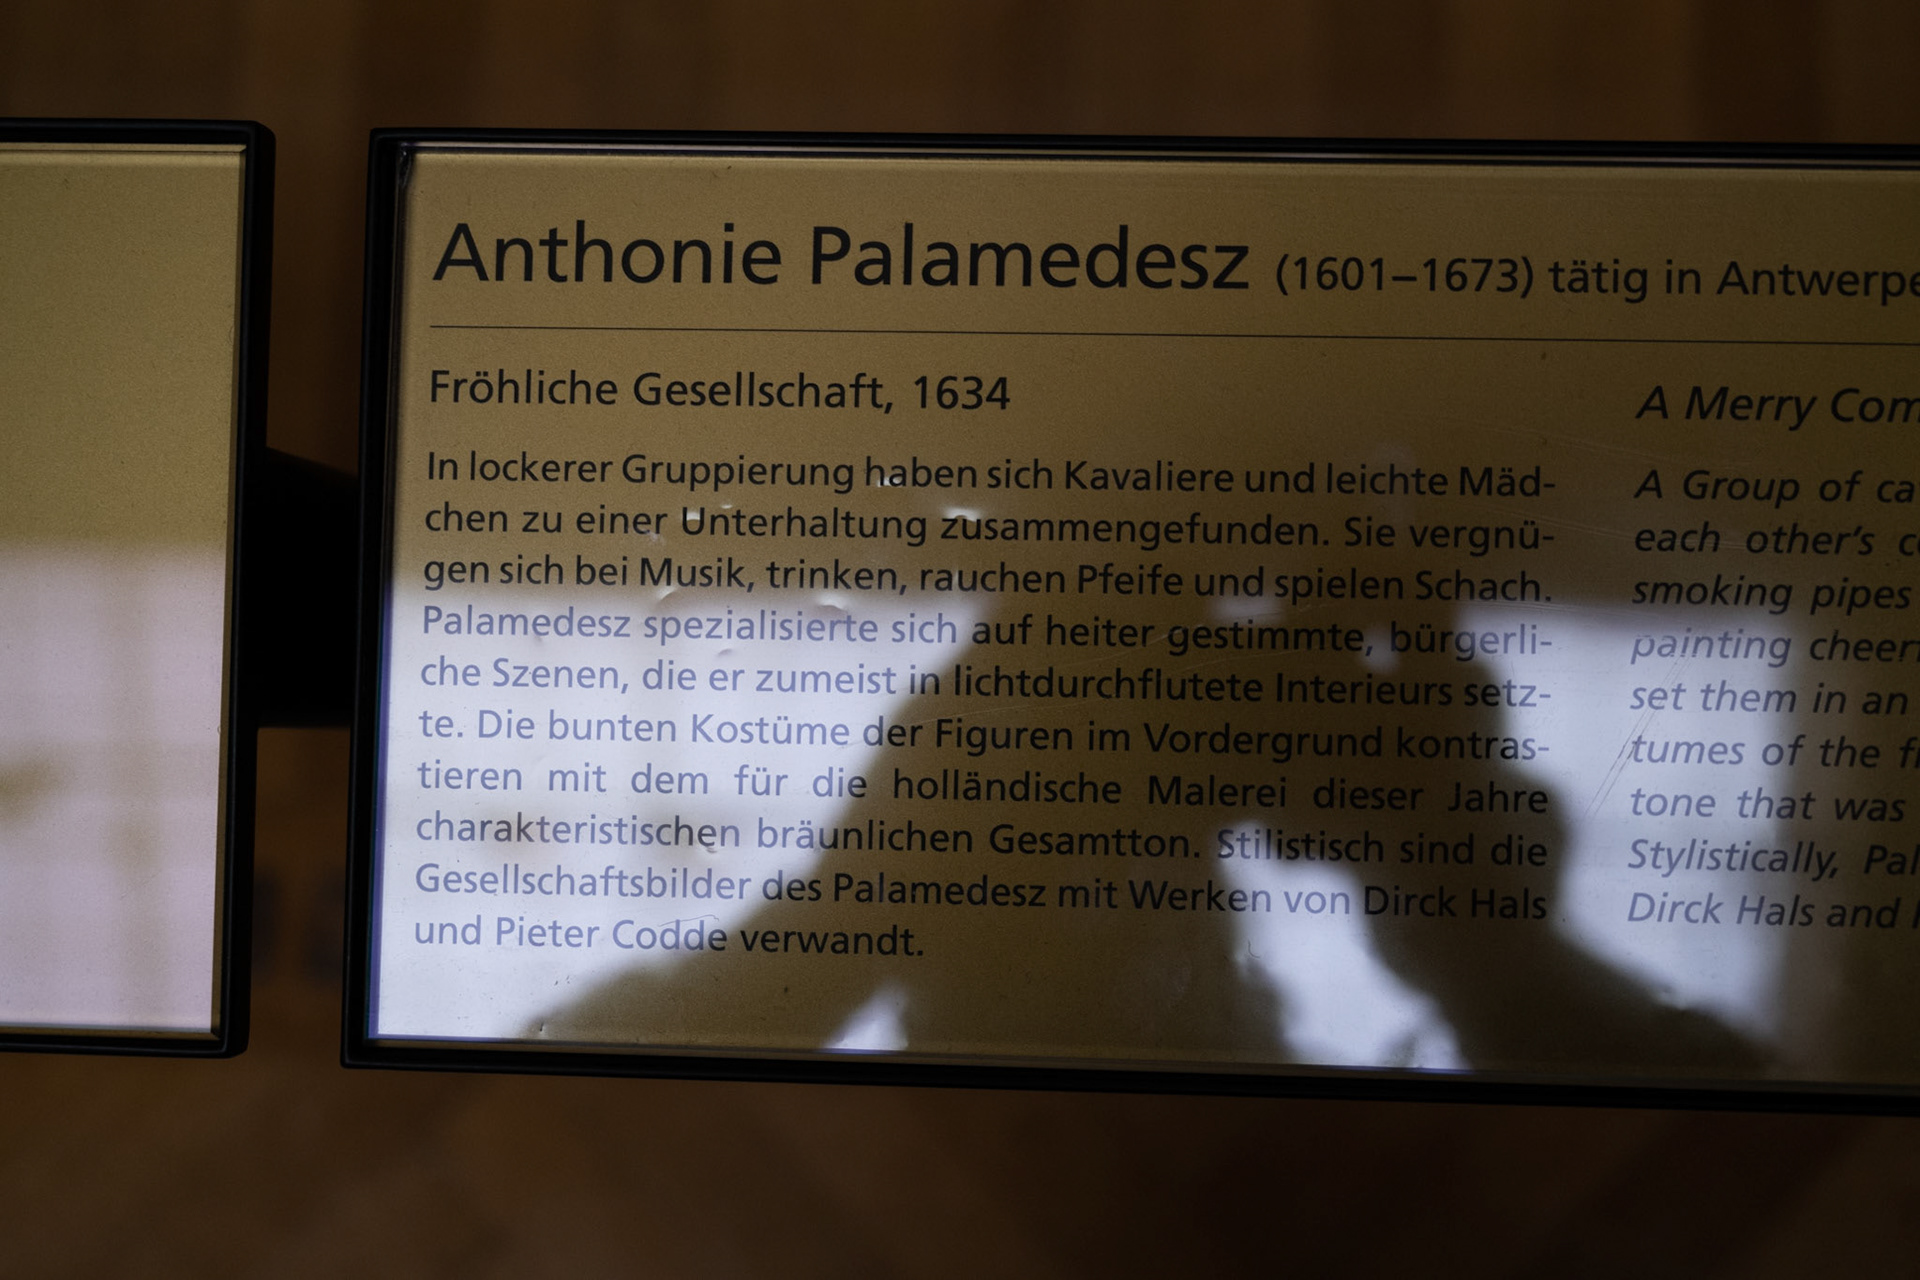 Anthonie Palamedesz (1601–1673) tätig in Antwerpe
Fröhliche Gesellschaft, 1634
In lockerer Gruppierung haben sich Kavaliere und leichte Mäd-
chen zu einer Unterhaltung zusammengefunden. Sie vergnü-
gen sich bei Musik, trinken, rauchen Pfeife und spielen Schach.
Palamedesz spezialisierte sich auf heiter gestimmte, bürgerli-
che Szenen, die er zumeist in lichtdurchflutete Interieurs setz-
te. Die bunten Kostüme der Figuren im Vordergrund kontras-
tieren mit dem für die holländische Malerei dieser Jahre
charakteristischen bräunlichen Gesamtton. Stilistisch sind die
Gesellschaftsbilder des Palamedesz mit Werken von Dirck Hals
und Pieter Codde verwandt.
A Merry Com
A Group of ca
each other's c
smoking pipes
painting cheer
set them in an
tumes of the f
tone that was
Stylistically, Pal
Dirck Hals and